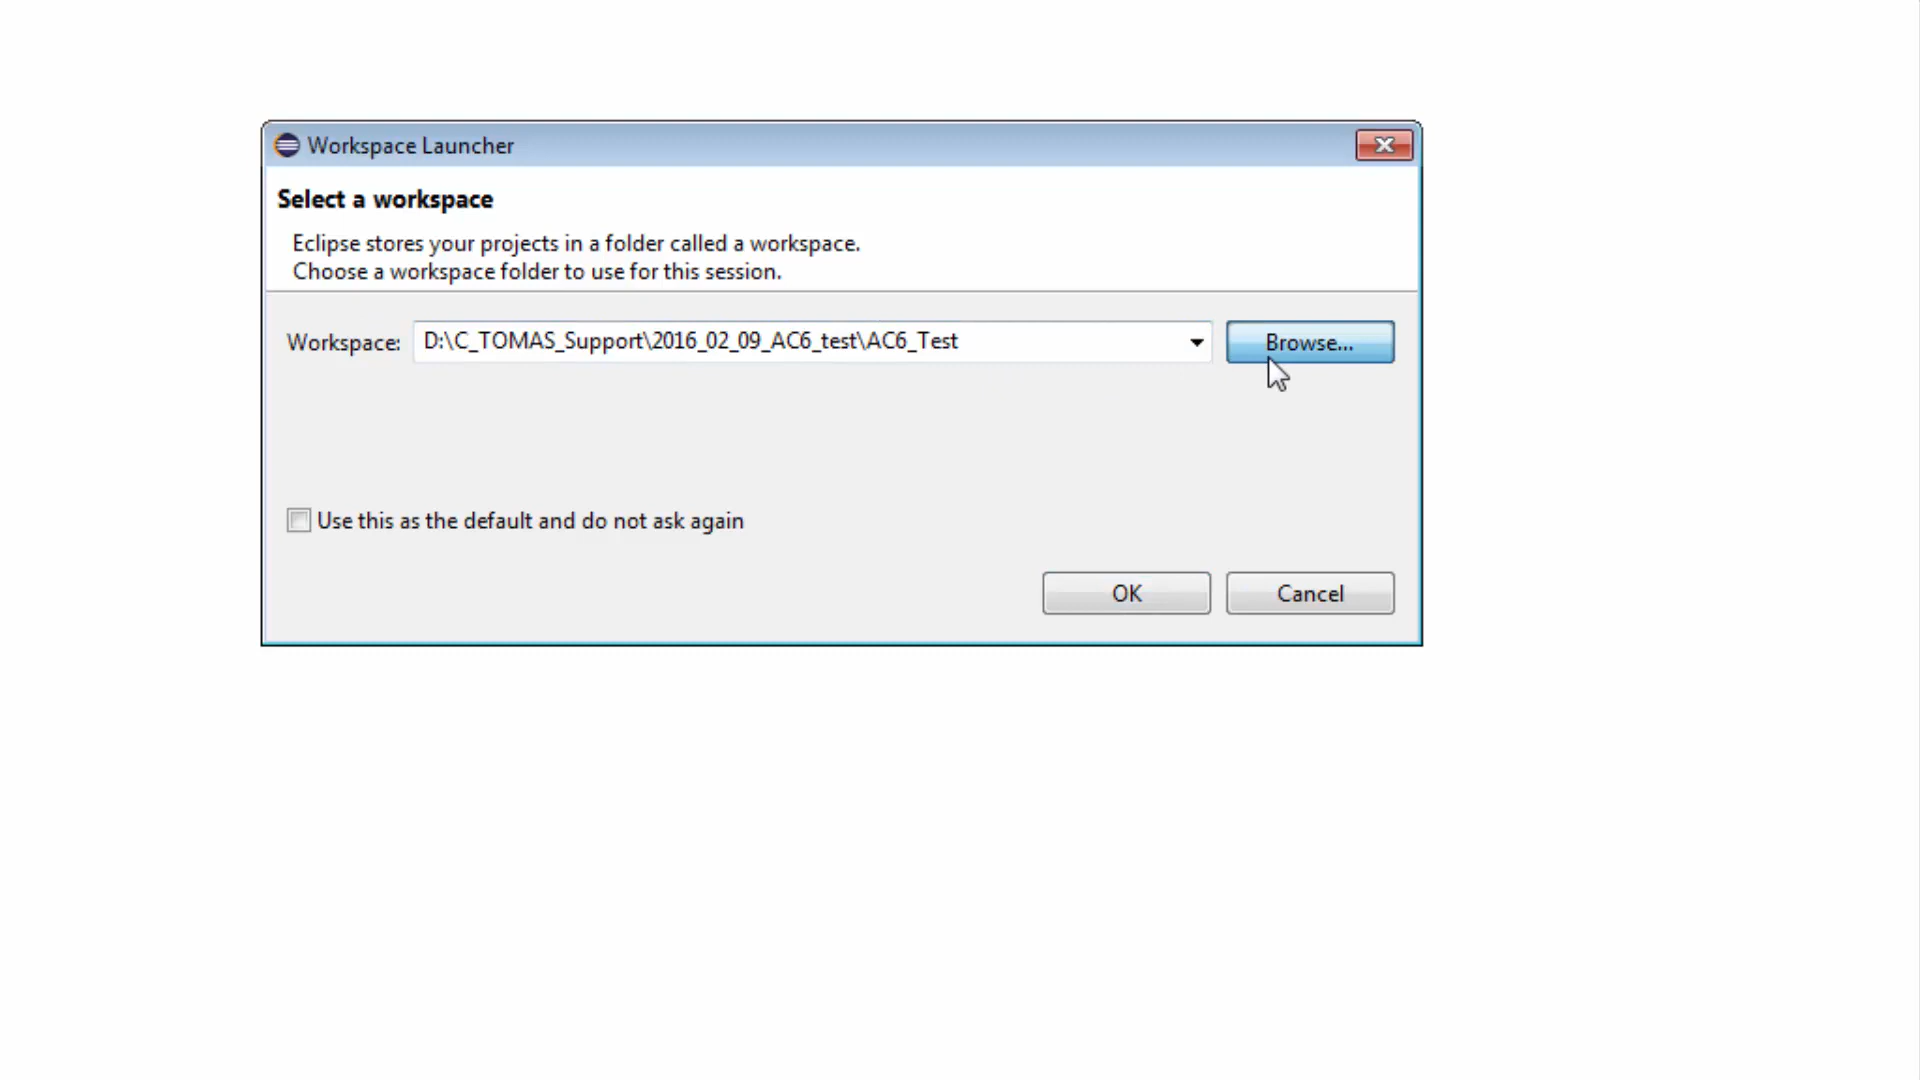 Workspace Launcher
Select a workspace
Eclipse stores your projects in a folder called a workspace.
Choose a workspace folder to use for this session.
Workspace: D:\C_TOMAS_Support\2016_02_09_AC6_test\AC6_Test Browse...
Use this as the default and do not ask again
OK Cancel